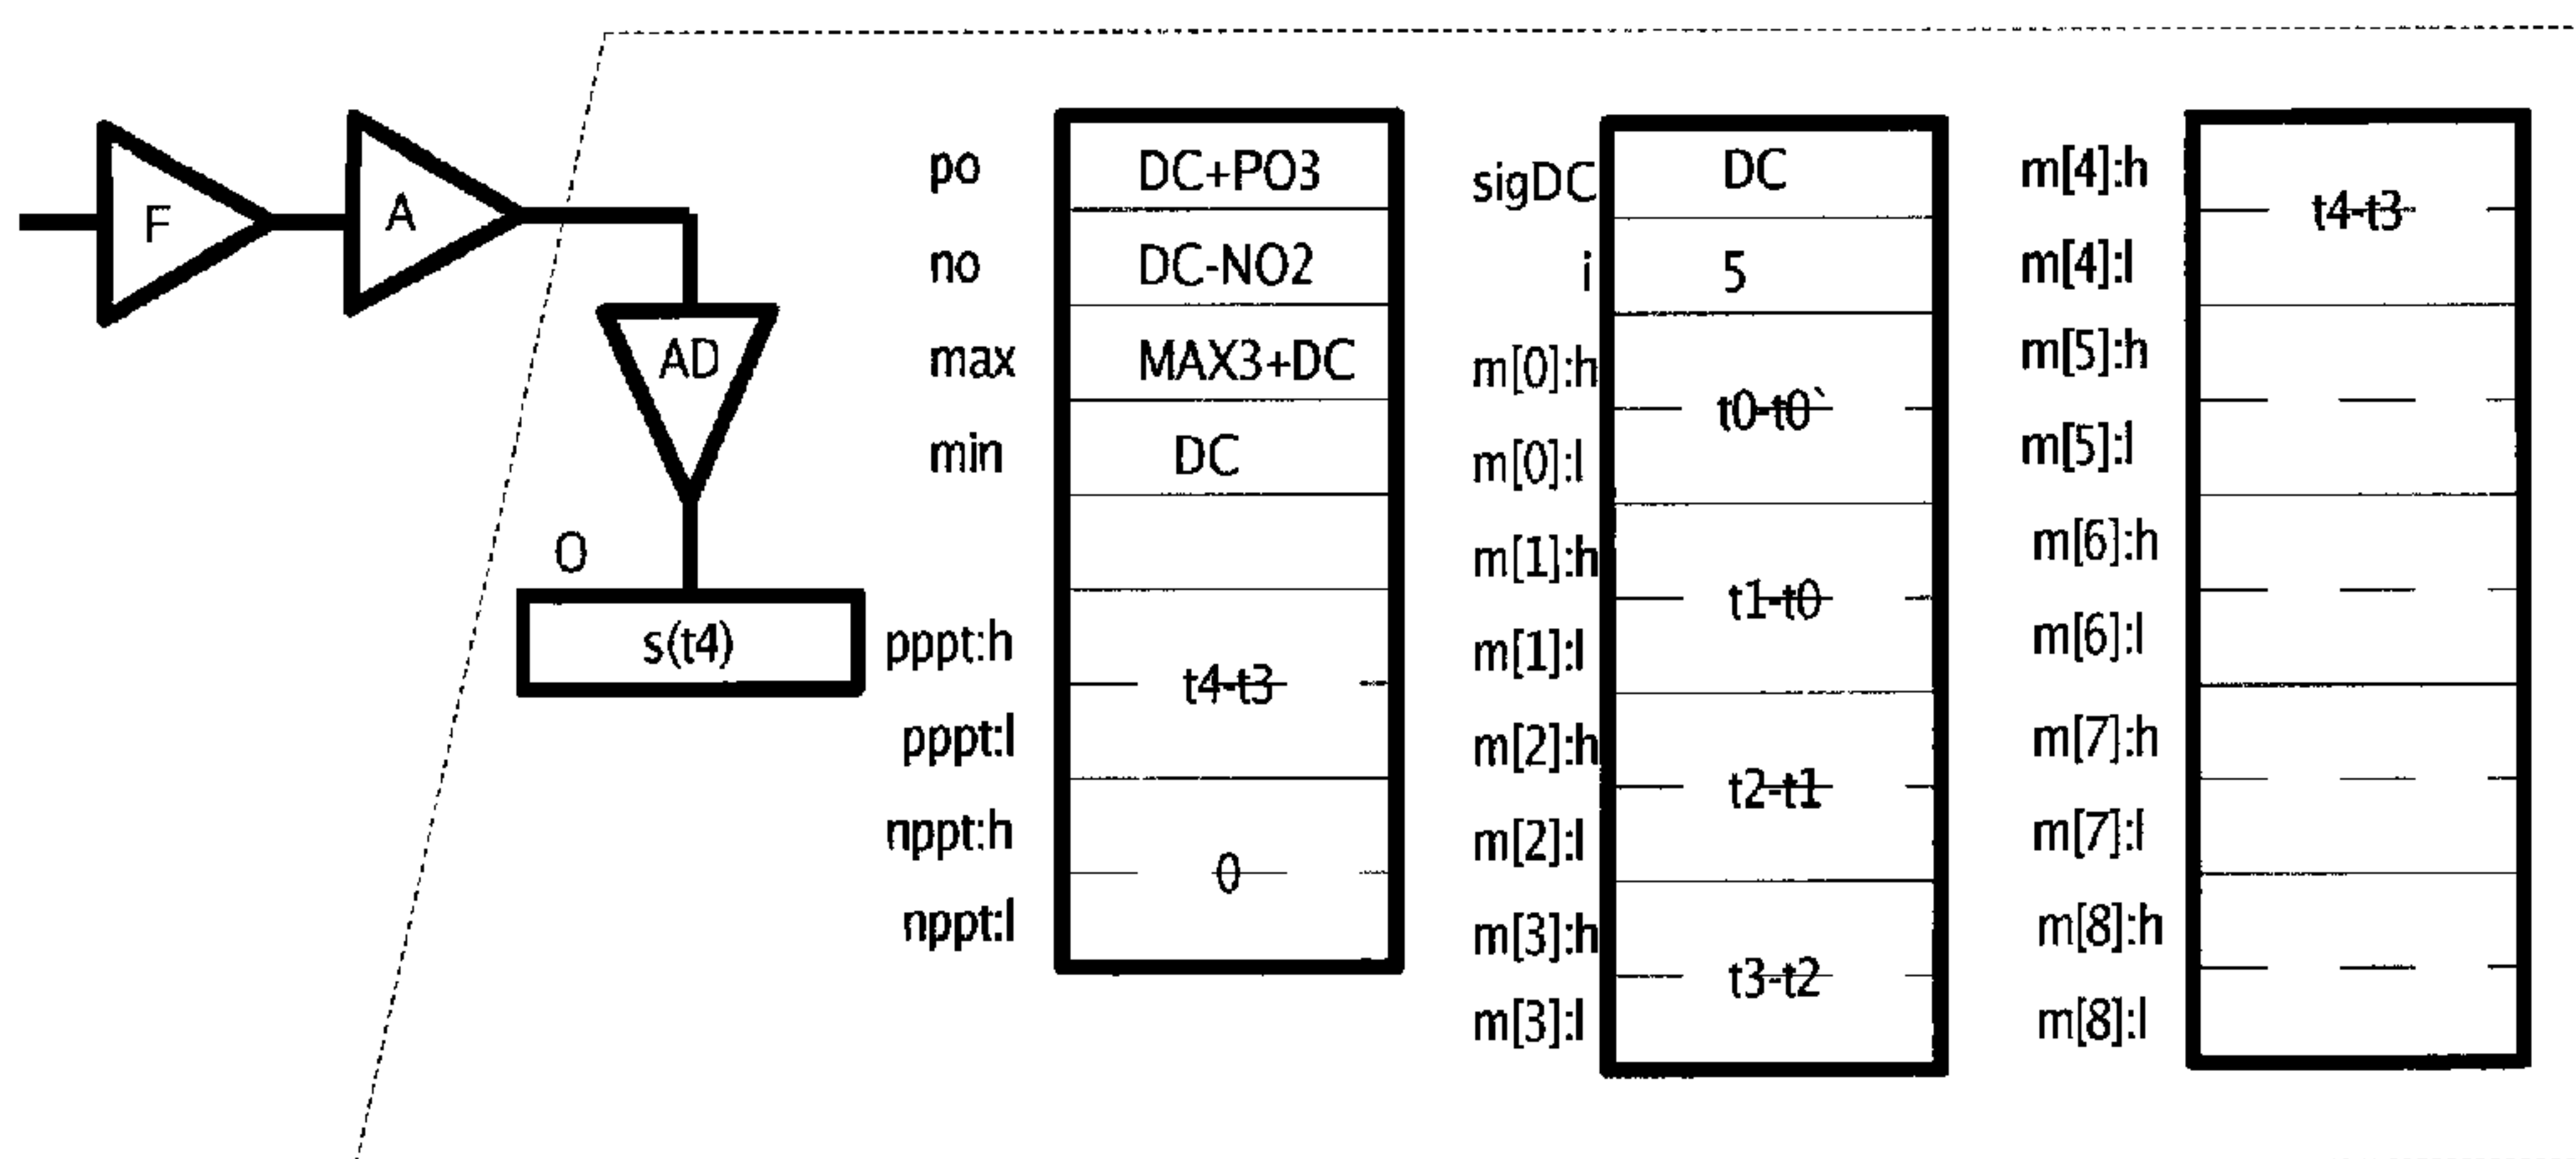 F
A
AD
O
s(t4)
po DC+PO3
no DC-NO2
max MAX3+DC
min DC
pppt:h
t4-t3
pppt:l
nppt:h
0
nppt:l
sigDC DC
i 5
m[0]:h
t0-t0`
m[0]:l
m[1]:h
t1-t0
m[1]:l
m[2]:h
t2-t1
m[2]:l
m[3]:h
t3-t2
m[3]:l
m[4]:h
t4-t3
m[4]:l
m[5]:h
m[5]:l
m[6]:h
m[6]:l
m[7]:h
m[7]:l
m[8]:h
m[8]:l